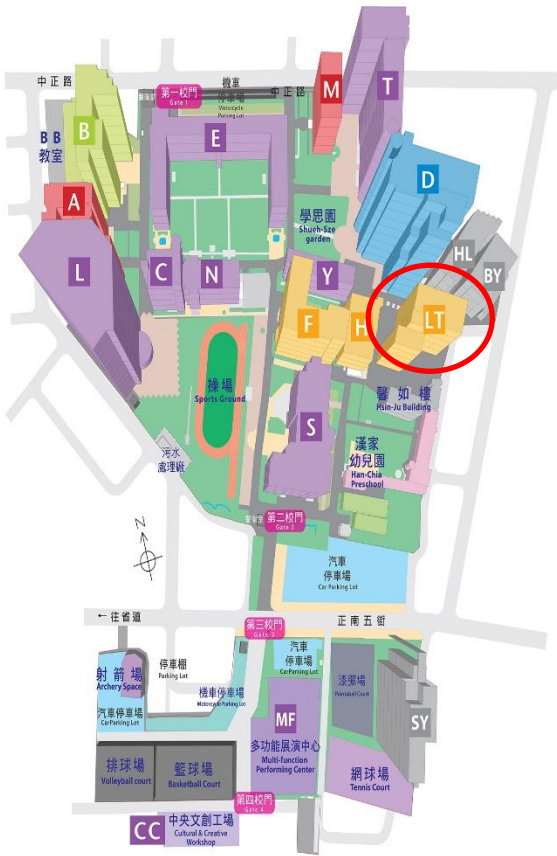 中正路
機車
停車場
Motorcycle
Parking Lot
中正路
第一校門
Gate 1
M
T
E
B
BB
教室
A
L
D
學思園
Shueh-Sze
garden
HL
BY
C
N
Y
F
H
LT
操場
Sports Ground
馨如樓
Hsin-Ju Building
S
漢家
幼兒園
Han-Chia
Preschool
污水
處理廠
第二校門
Gate 2
N
汽車
停車場
Car Parking Lot
←往省道
正南五街
第三校門
Gate 3
射箭場
Archery Space
停車棚
Parking Lot
汽車
停車場
CarParking Lot
機車停車場
Motorcycle Parking Lot
漆彈場
Paintball Court
汽車停車場
CarParking Lot
MF
SY
多功能展演中心
Multi-function
Performing Center
排球場
Volleyball court
籃球場
Basketball Court
網球場
Tennis Court
第四校門
Gate 4
CC
中央文創工場
Cultural & Creative
Workshop